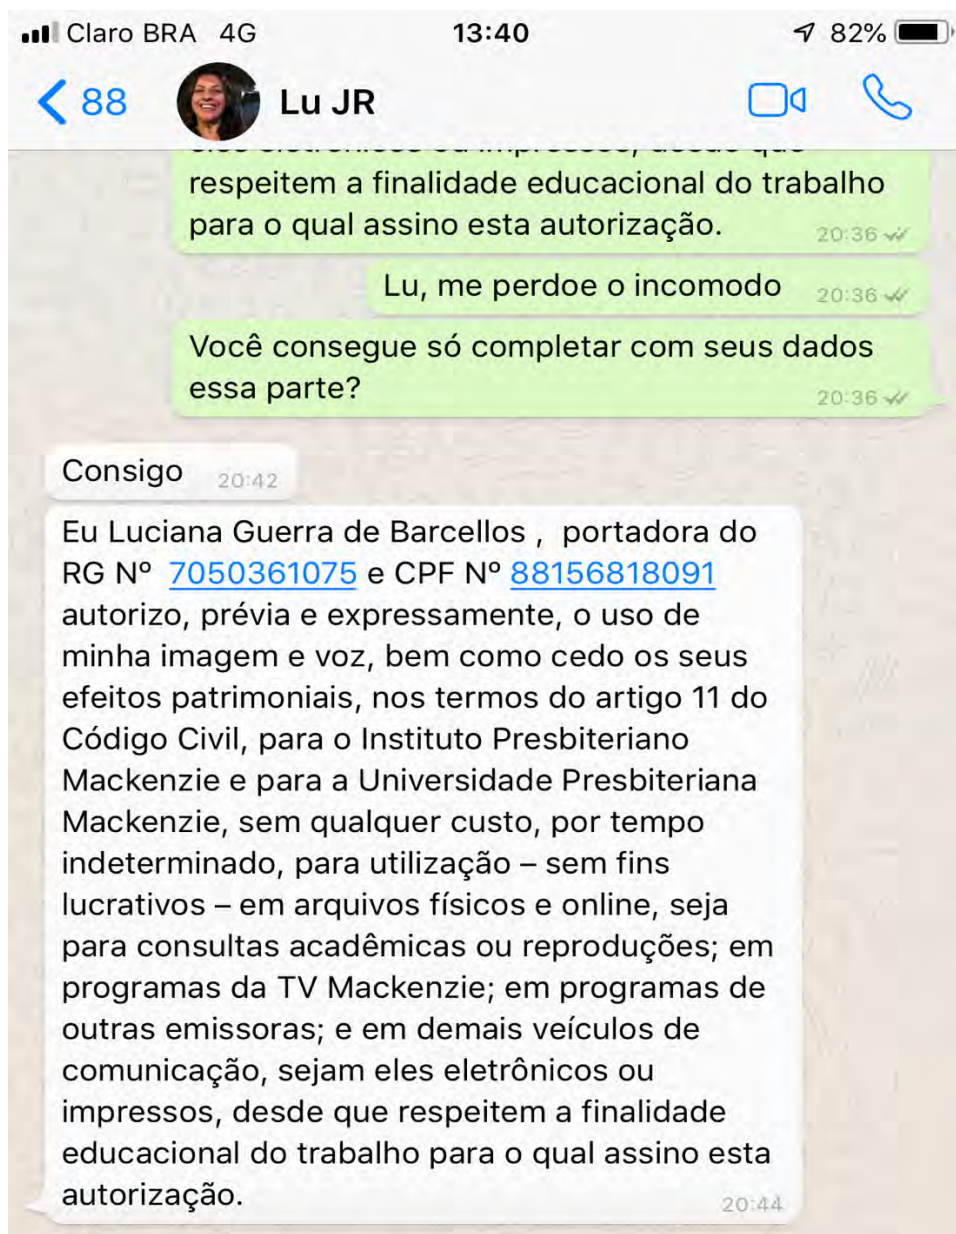 Claro BRA 4G 13:40 82%
88 Lu JR
respeitem a finalidade educacional do trabalho
para o qual assino esta autorização. 20:36
Lu, me perdoe o incomodo 20:36
Você consegue só completar com seus dados
essa parte? 20:36
Consigo 20:42
Eu Luciana Guerra de Barcellos , portadora do
RG Nº 7050361075 e CPF Nº 88156818091
autorizo, prévia e expressamente, o uso de
minha imagem e voz, bem como cedo os seus
efeitos patrimoniais, nos termos do artigo 11 do
Código Civil, para o Instituto Presbiteriano
Mackenzie e para a Universidade Presbiteriana
Mackenzie, sem qualquer custo, por tempo
indeterminado, para utilização – sem fins
lucrativos – em arquivos físicos e online, seja
para consultas acadêmicas ou reproduções; em
programas da TV Mackenzie; em programas de
outras emissoras; e em demais veículos de
comunicação, sejam eles eletrônicos ou
impressos, desde que respeitem a finalidade
educacional do trabalho para o qual assino esta
autorização. 20:44